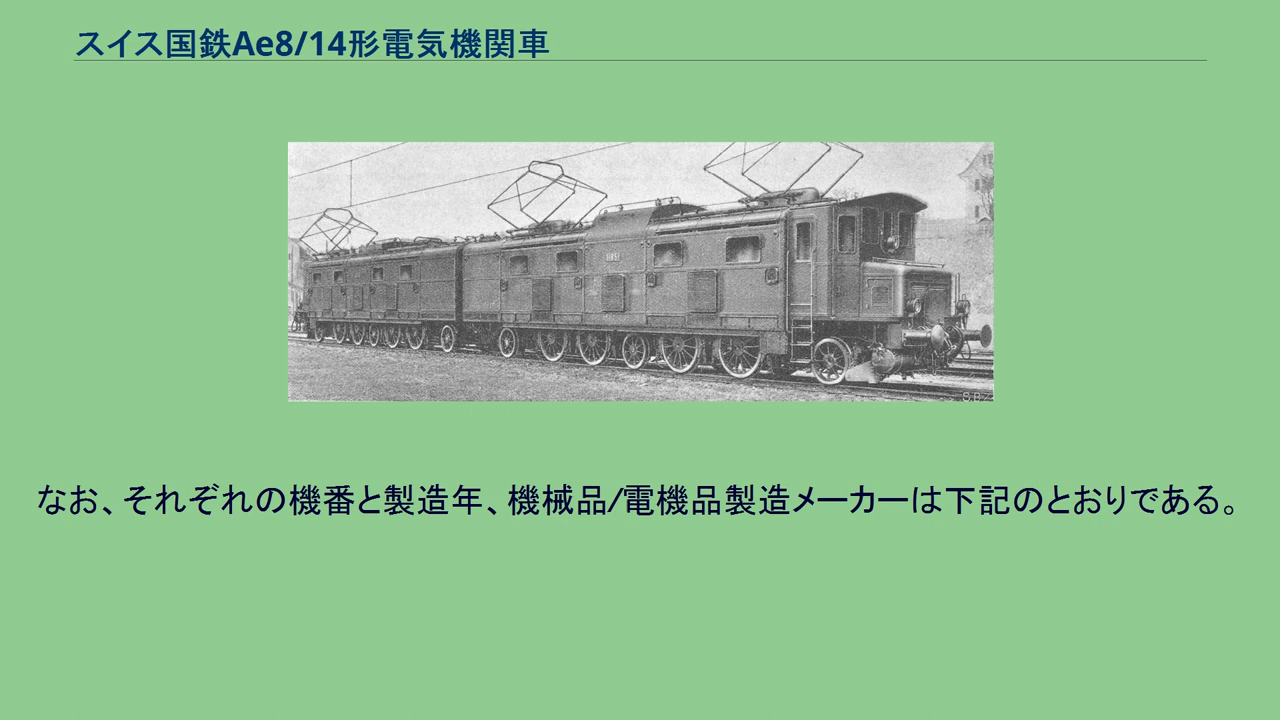 スイス国鉄Ae8/14形電気機関車
なお、それぞれの機番と製造年、機械品/電機品製造メーカーは下記のとおりである。